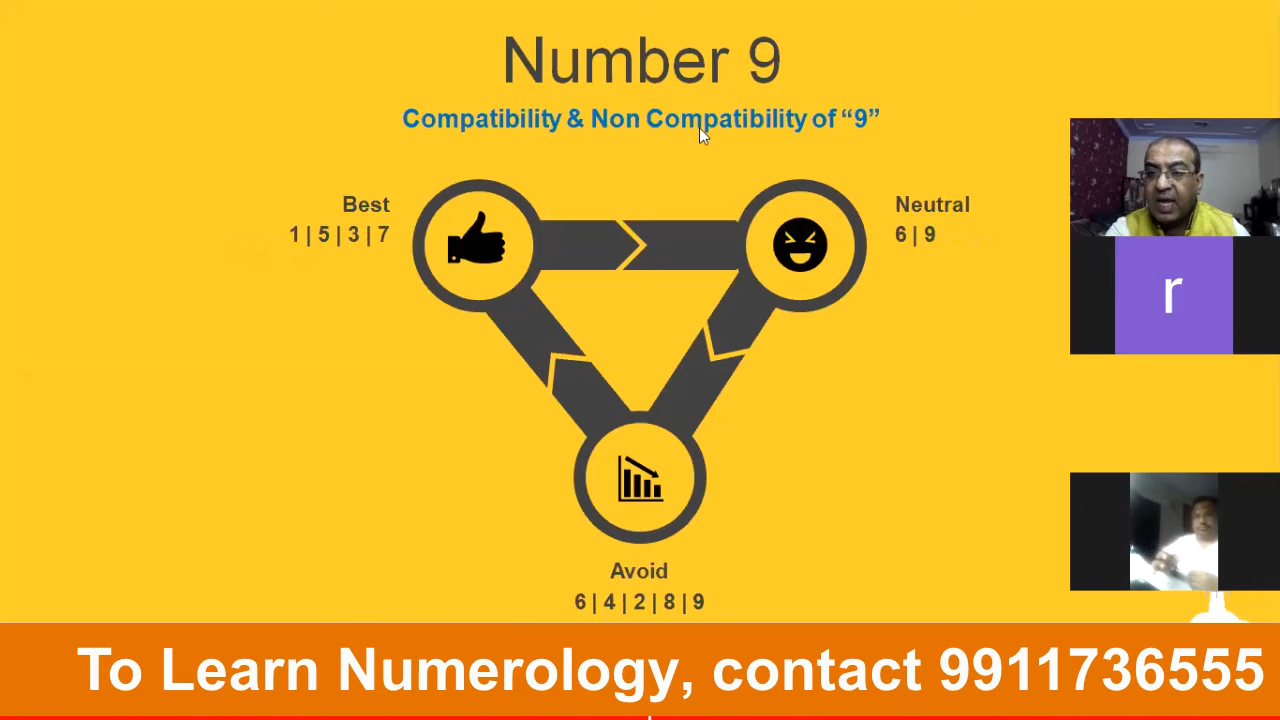 Number 9
Compatibility & Non Compatibility of “9”
Best
1 | 5 | 3 | 7
Neutral
6 | 9
r
Avoid
6 | 4 | 2 | 8 | 9
To Learn Numerology, contact 9911736555